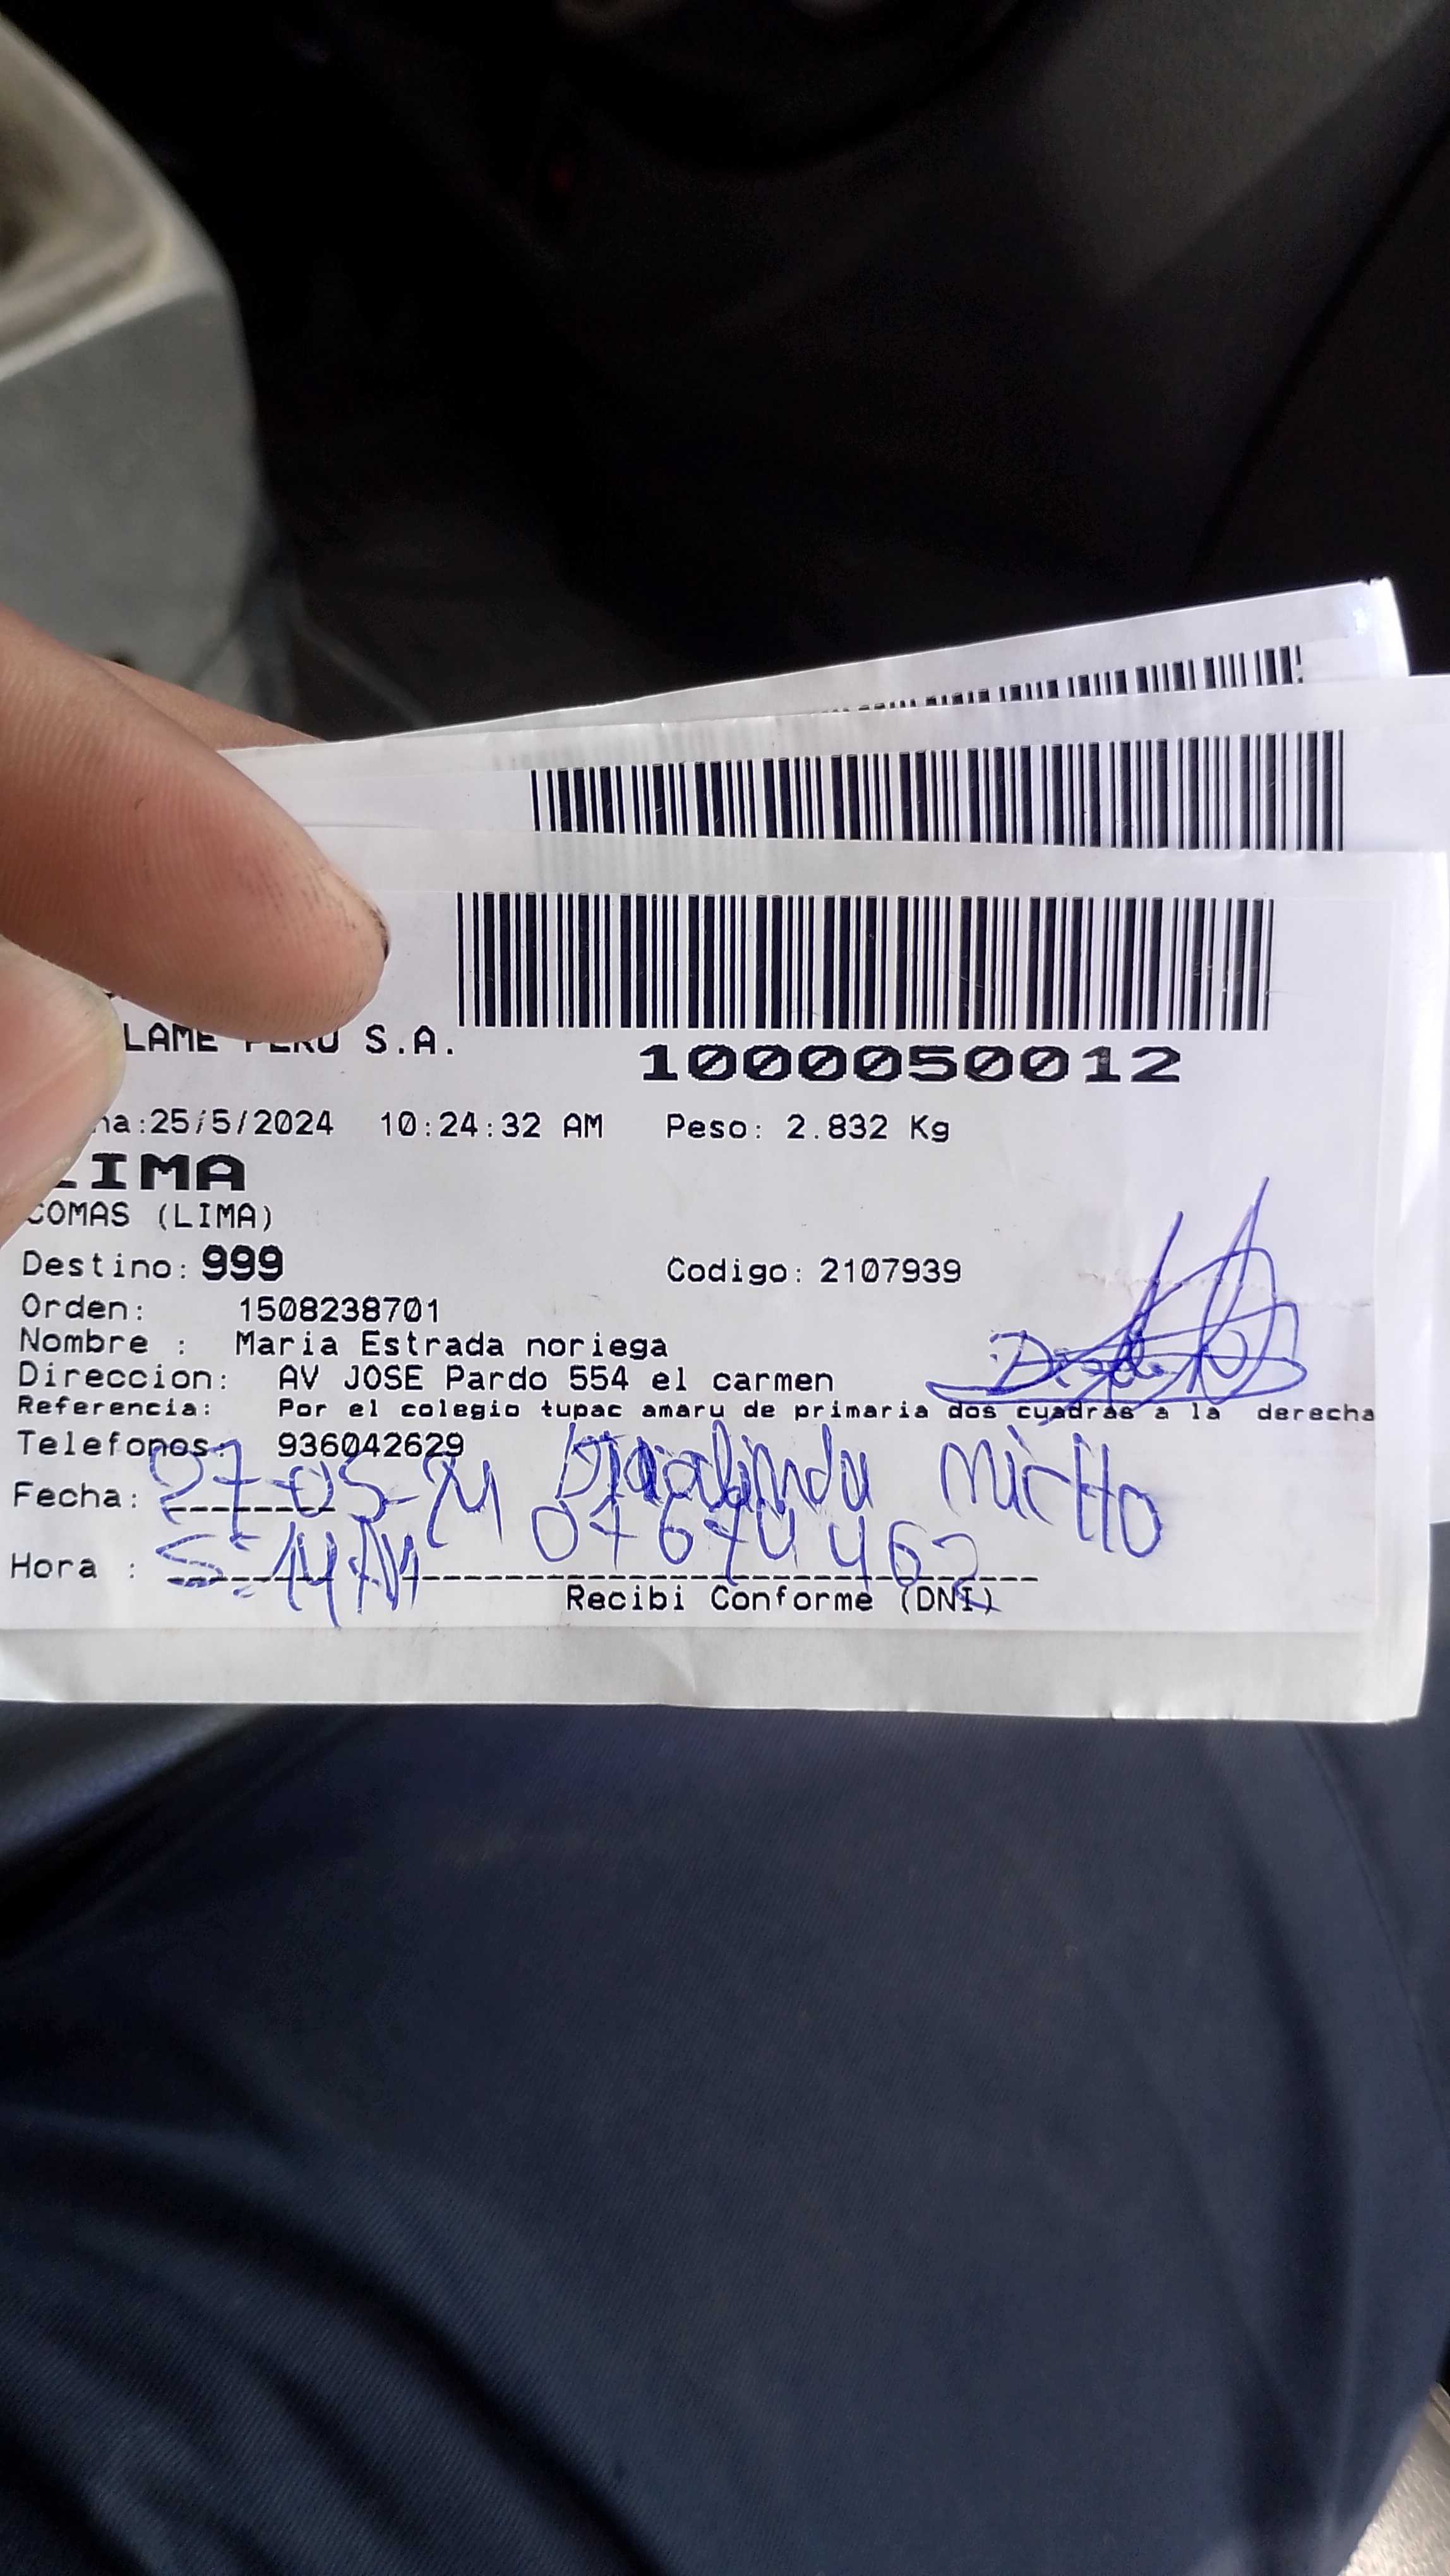 LAME PERU S.A.
1000050012
ha:25/5/2024 10:24:32 AM Peso: 2.832 Kg
LIMA
COMAS (LIMA)
Destino: 999 Codigo: 2107939
Orden: 1508238701
Nombre : Maria Estrada noriega
Direccion: AV JOSE Pardo 554 el carmen
Referencia: Por el colegio tupac amaru de primaria dos cuadras a la derecha
Telefonos: 936042629
Fecha: 27-05-24
Hora :
Recibi Conforme (DNI)